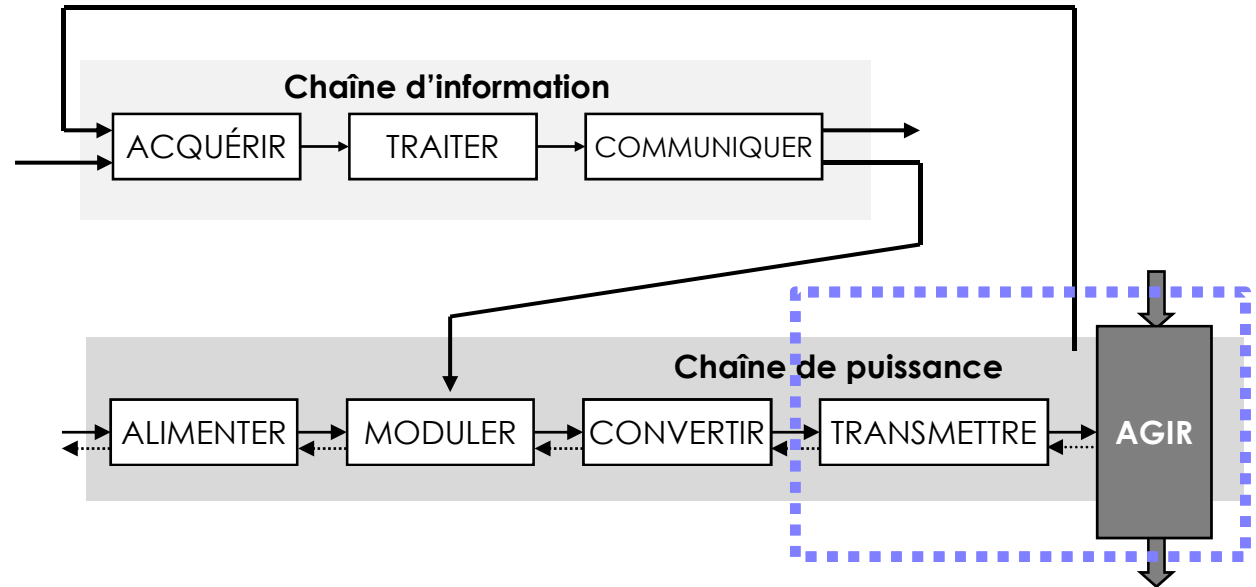 Chaîne d'information
ACQUÉRIR
TRAITER
COMMUNIQUER
Chaîne de puissance
ALIMENTER
MODULER
CONVERTIR
TRANSMETTRE
AGIR